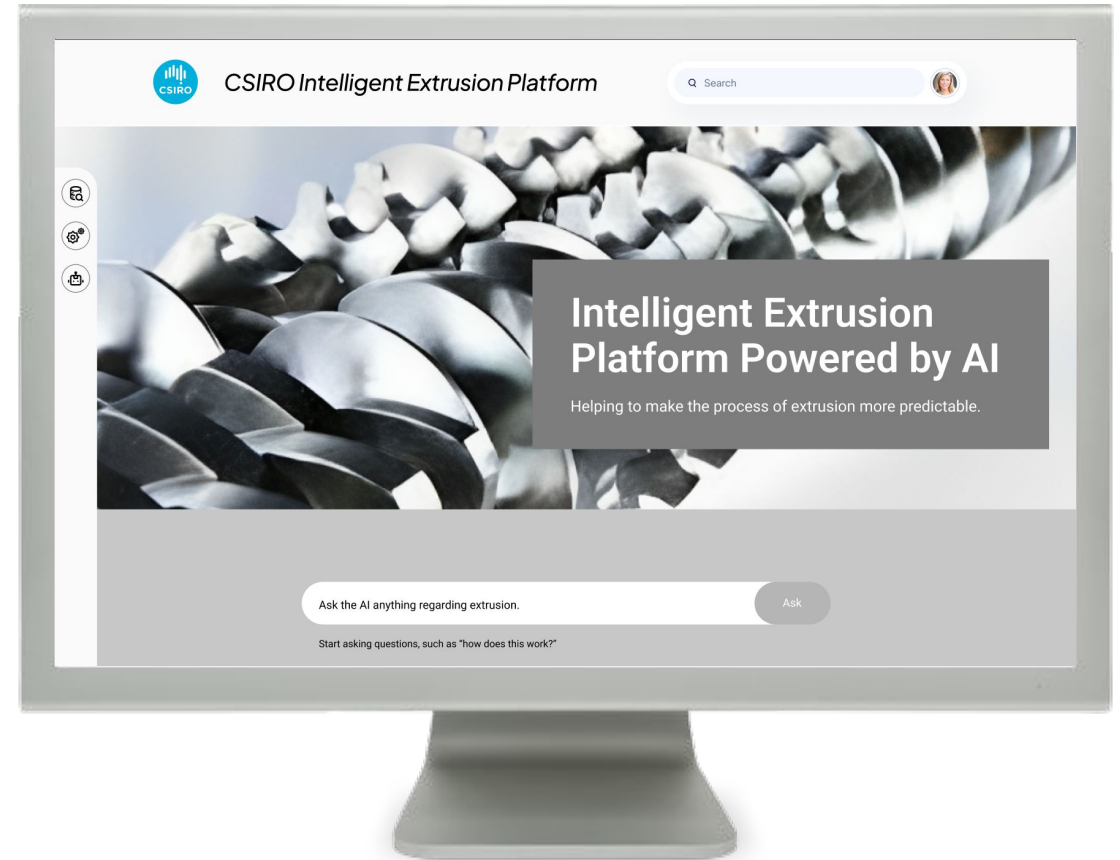 CSIRO
CSIRO Intelligent Extrusion Platform
Search
Intelligent Extrusion
Platform Powered by AI
Helping to make the process of extrusion more predictable.
Ask the AI anything regarding extrusion.
Ask
Start asking questions, such as “how does this work?”